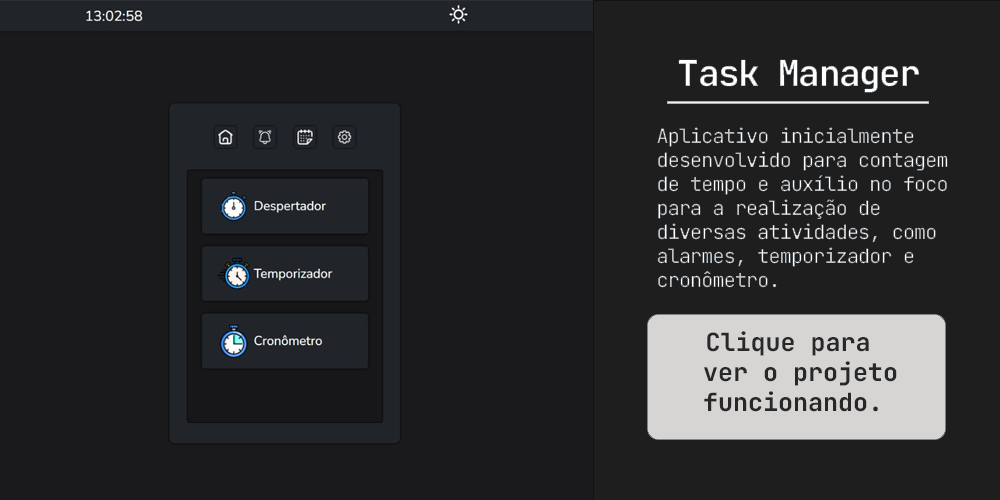 13:02:58
Despertador
Temporizador
Cronômetro
Task Manager
Aplicativo inicialmente
desenvolvido para contagem
de tempo e auxílio no foco
para a realização de
diversas atividades, como
alarmes, temporizador e
cronômetro.
Clique para
ver o projeto
funcionando.